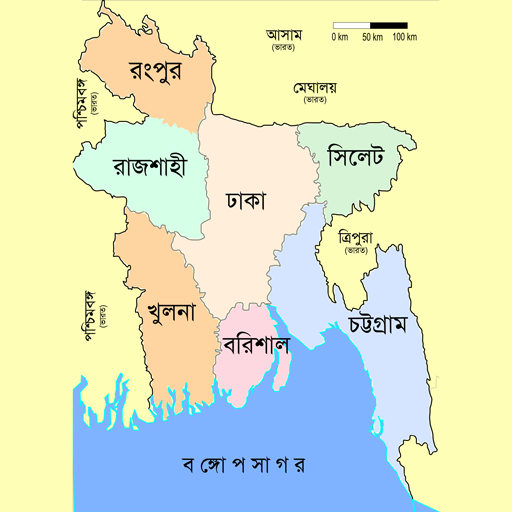 আসাম
(ভারত)
0 km 50 km 100 km
রংপুর
মেঘালয়
(ভারত)
পশ্চিমবঙ্গ
(ভারত)
রাজশাহী
সিলেট
ঢাকা
ত্রিপুরা
(ভারত)
পশ্চিমবঙ্গ
(ভারত)
খুলনা
চট্টগ্রাম
বরিশাল
ব ঙ্গো প সা গ র